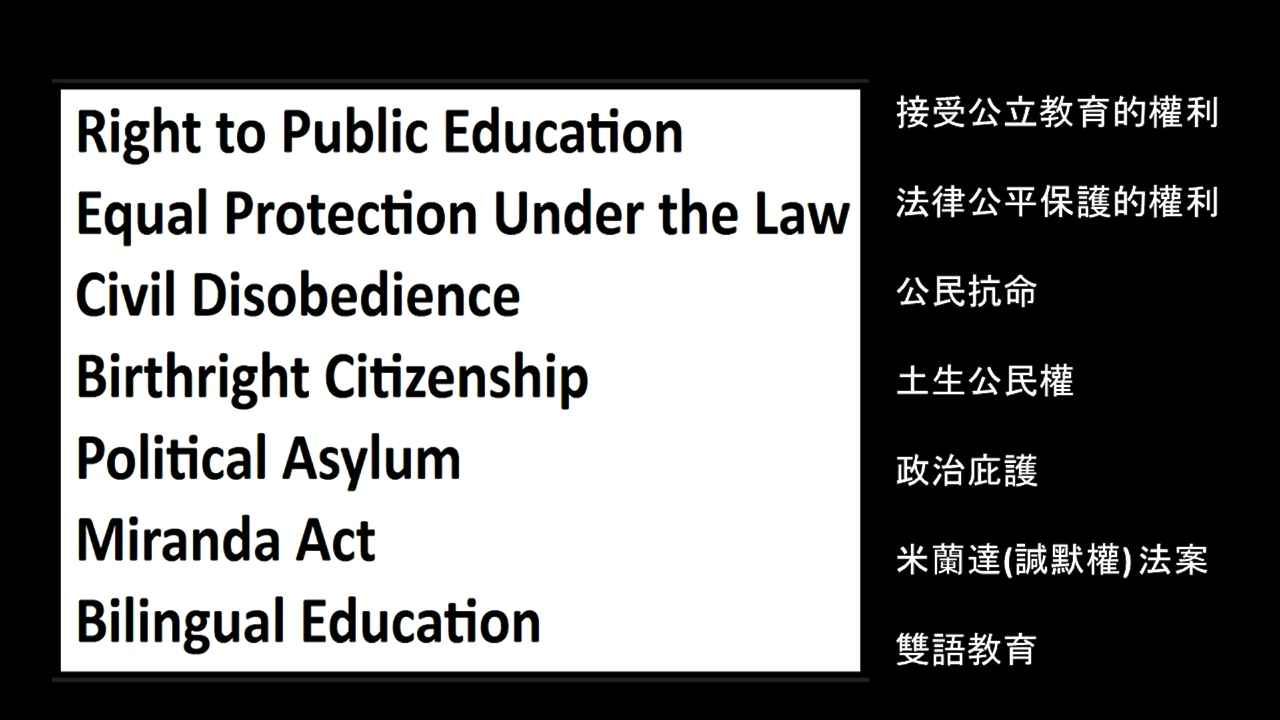 Right to Public Education
Equal Protection Under the Law
Civil Disobedience
Birthright Citizenship
Political Asylum
Miranda Act
Bilingual Education
接受公立教育的權利
法律公平保護的權利
公民抗命
土生公民權
政治庇護
米蘭達(諴默權)法案
雙語教育